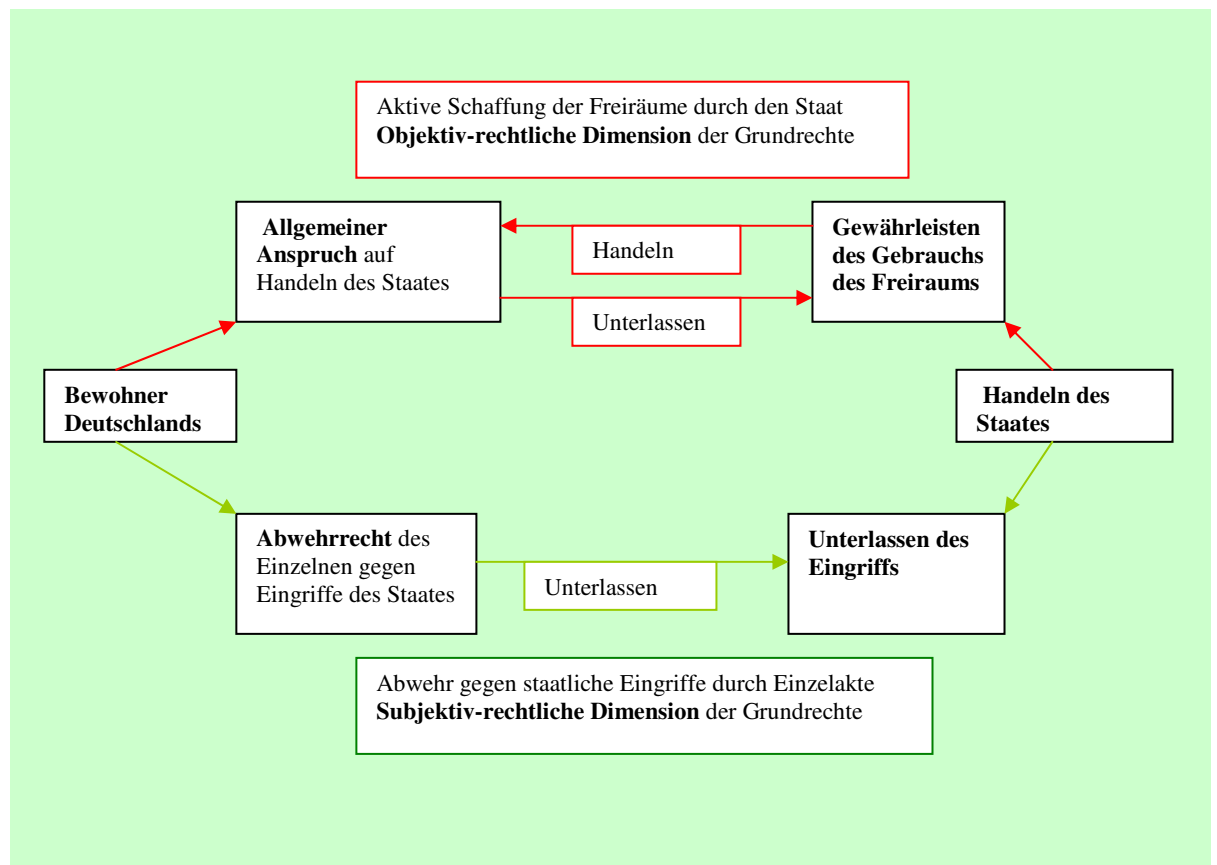 Aktive Schaffung der Freiräume durch den Staat
Objektiv-rechtliche Dimension der Grundrechte
Allgemeiner
Anspruch auf
Handeln des Staates
Handeln
Unterlassen
Gewährleisten
des Gebrauchs
des Freiraums
Bewohner
Deutschlands
Handeln des
Staates
Abwehrrecht des
Einzelnen gegen
Eingriffe des Staates
Unterlassen
Unterlassen des
Eingriffs
Abwehr gegen staatliche Eingriffe durch Einzelakte
Subjektiv-rechtliche Dimension der Grundrechte